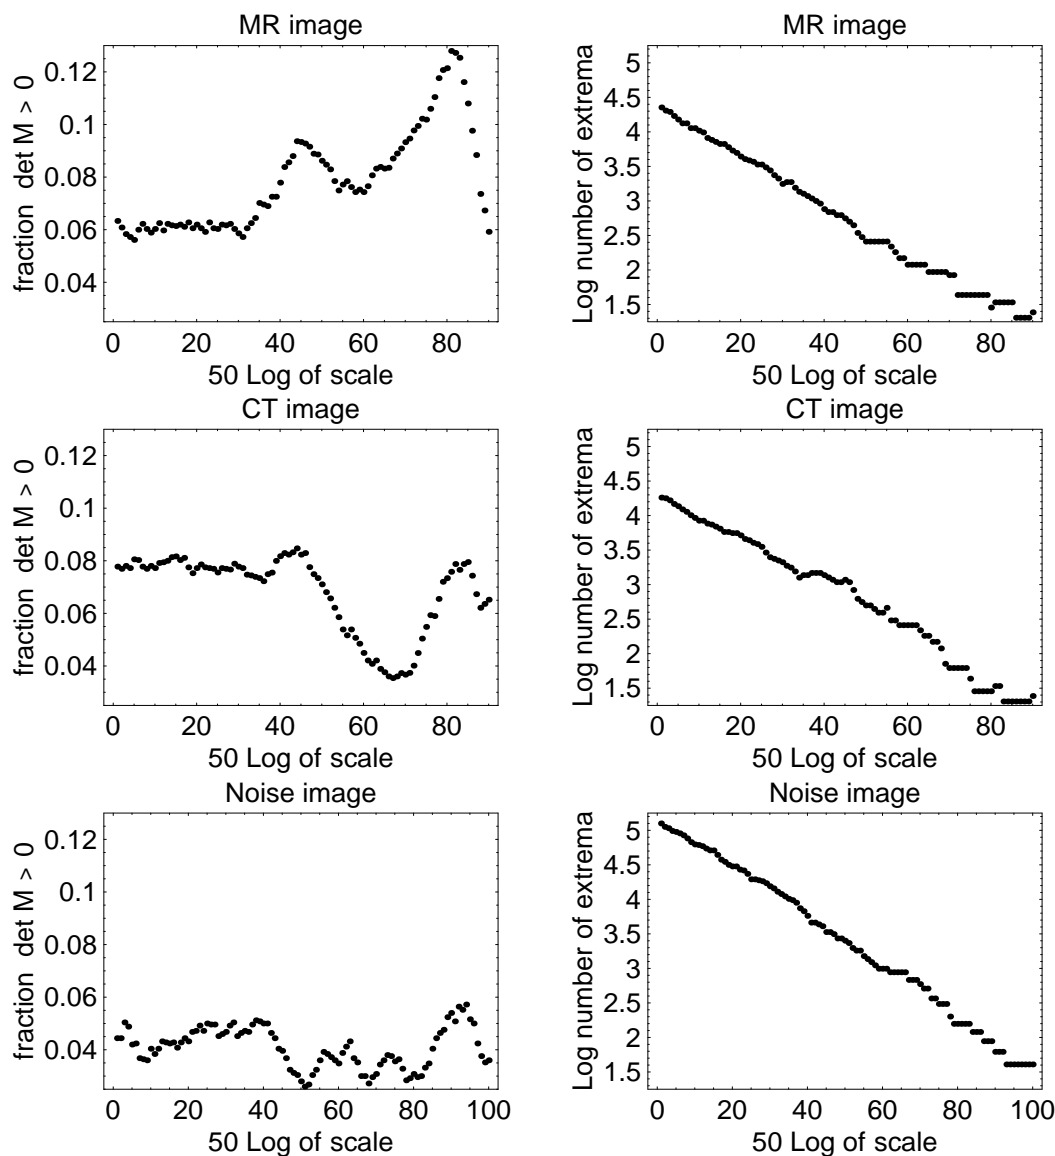 MR image
fraction det M > 0
0.12
0.1
0.08
0.06
0.04
0 20 40 60 80
50 Log of scale
MR image
Log number of extrema
5
4.5
4
3.5
3
2.5
2
1.5
0 20 40 60 80
50 Log of scale
CT image
fraction det M > 0
0.12
0.1
0.08
0.06
0.04
0 20 40 60 80
50 Log of scale
CT image
Log number of extrema
5
4.5
4
3.5
3
2.5
2
1.5
0 20 40 60 80
50 Log of scale
Noise image
fraction det M > 0
0.12
0.1
0.08
0.06
0.04
0 20 40 60 80 100
50 Log of scale
Noise image
Log number of extrema
5
4.5
4
3.5
3
2.5
2
1.5
0 20 40 60 80 100
50 Log of scale